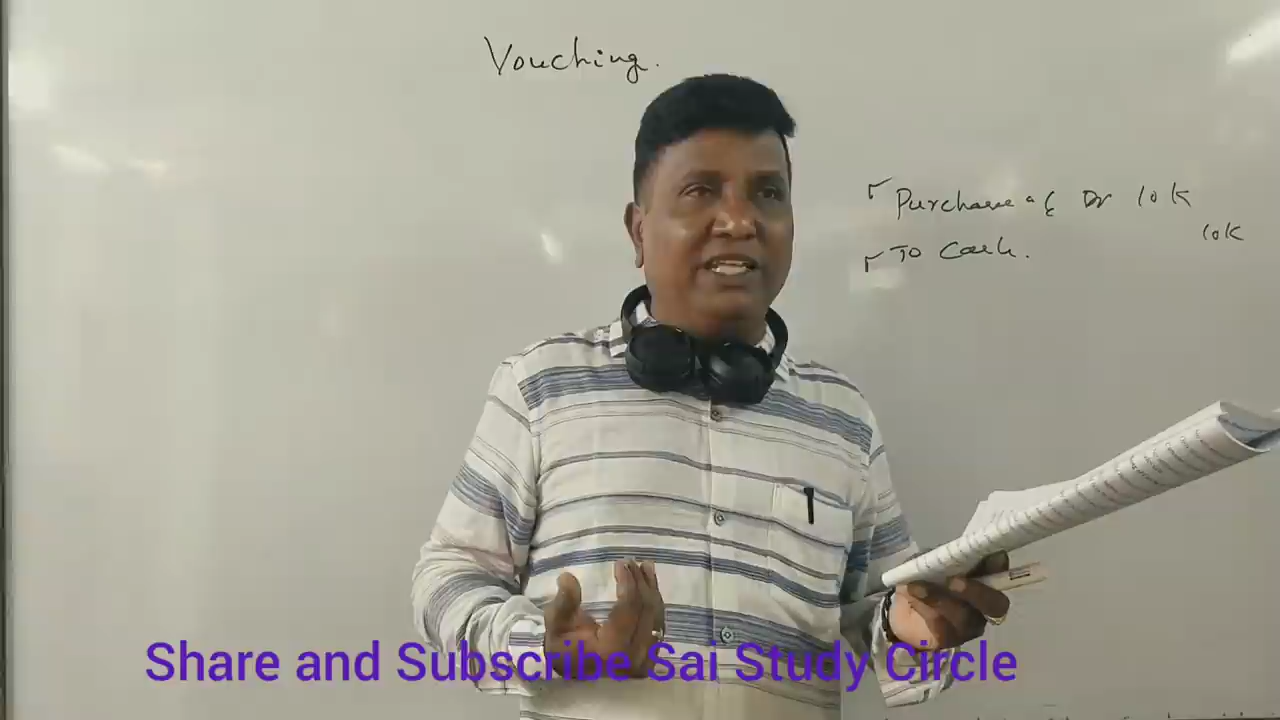 Vouching.
Purchase a/c Dr 10K
10K
To Cash.
Share and Subscribe Sai Study Circle